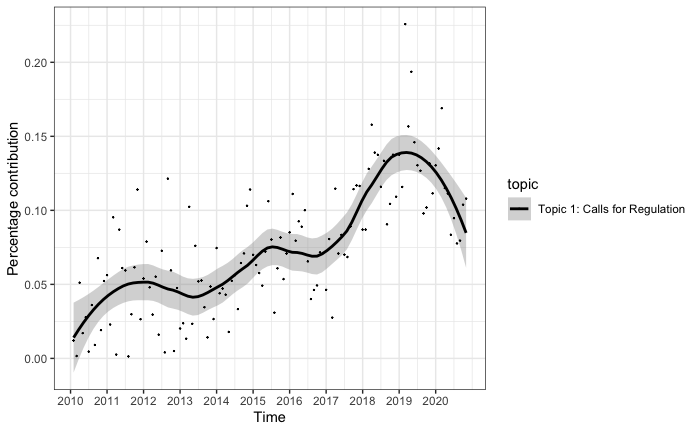 0.20
0.15
0.10
0.05
0.00
Percentage contribution
2010 2011 2012 2013 2014 2015 2016 2017 2018 2019 2020
Time
topic
Topic 1: Calls for Regulation